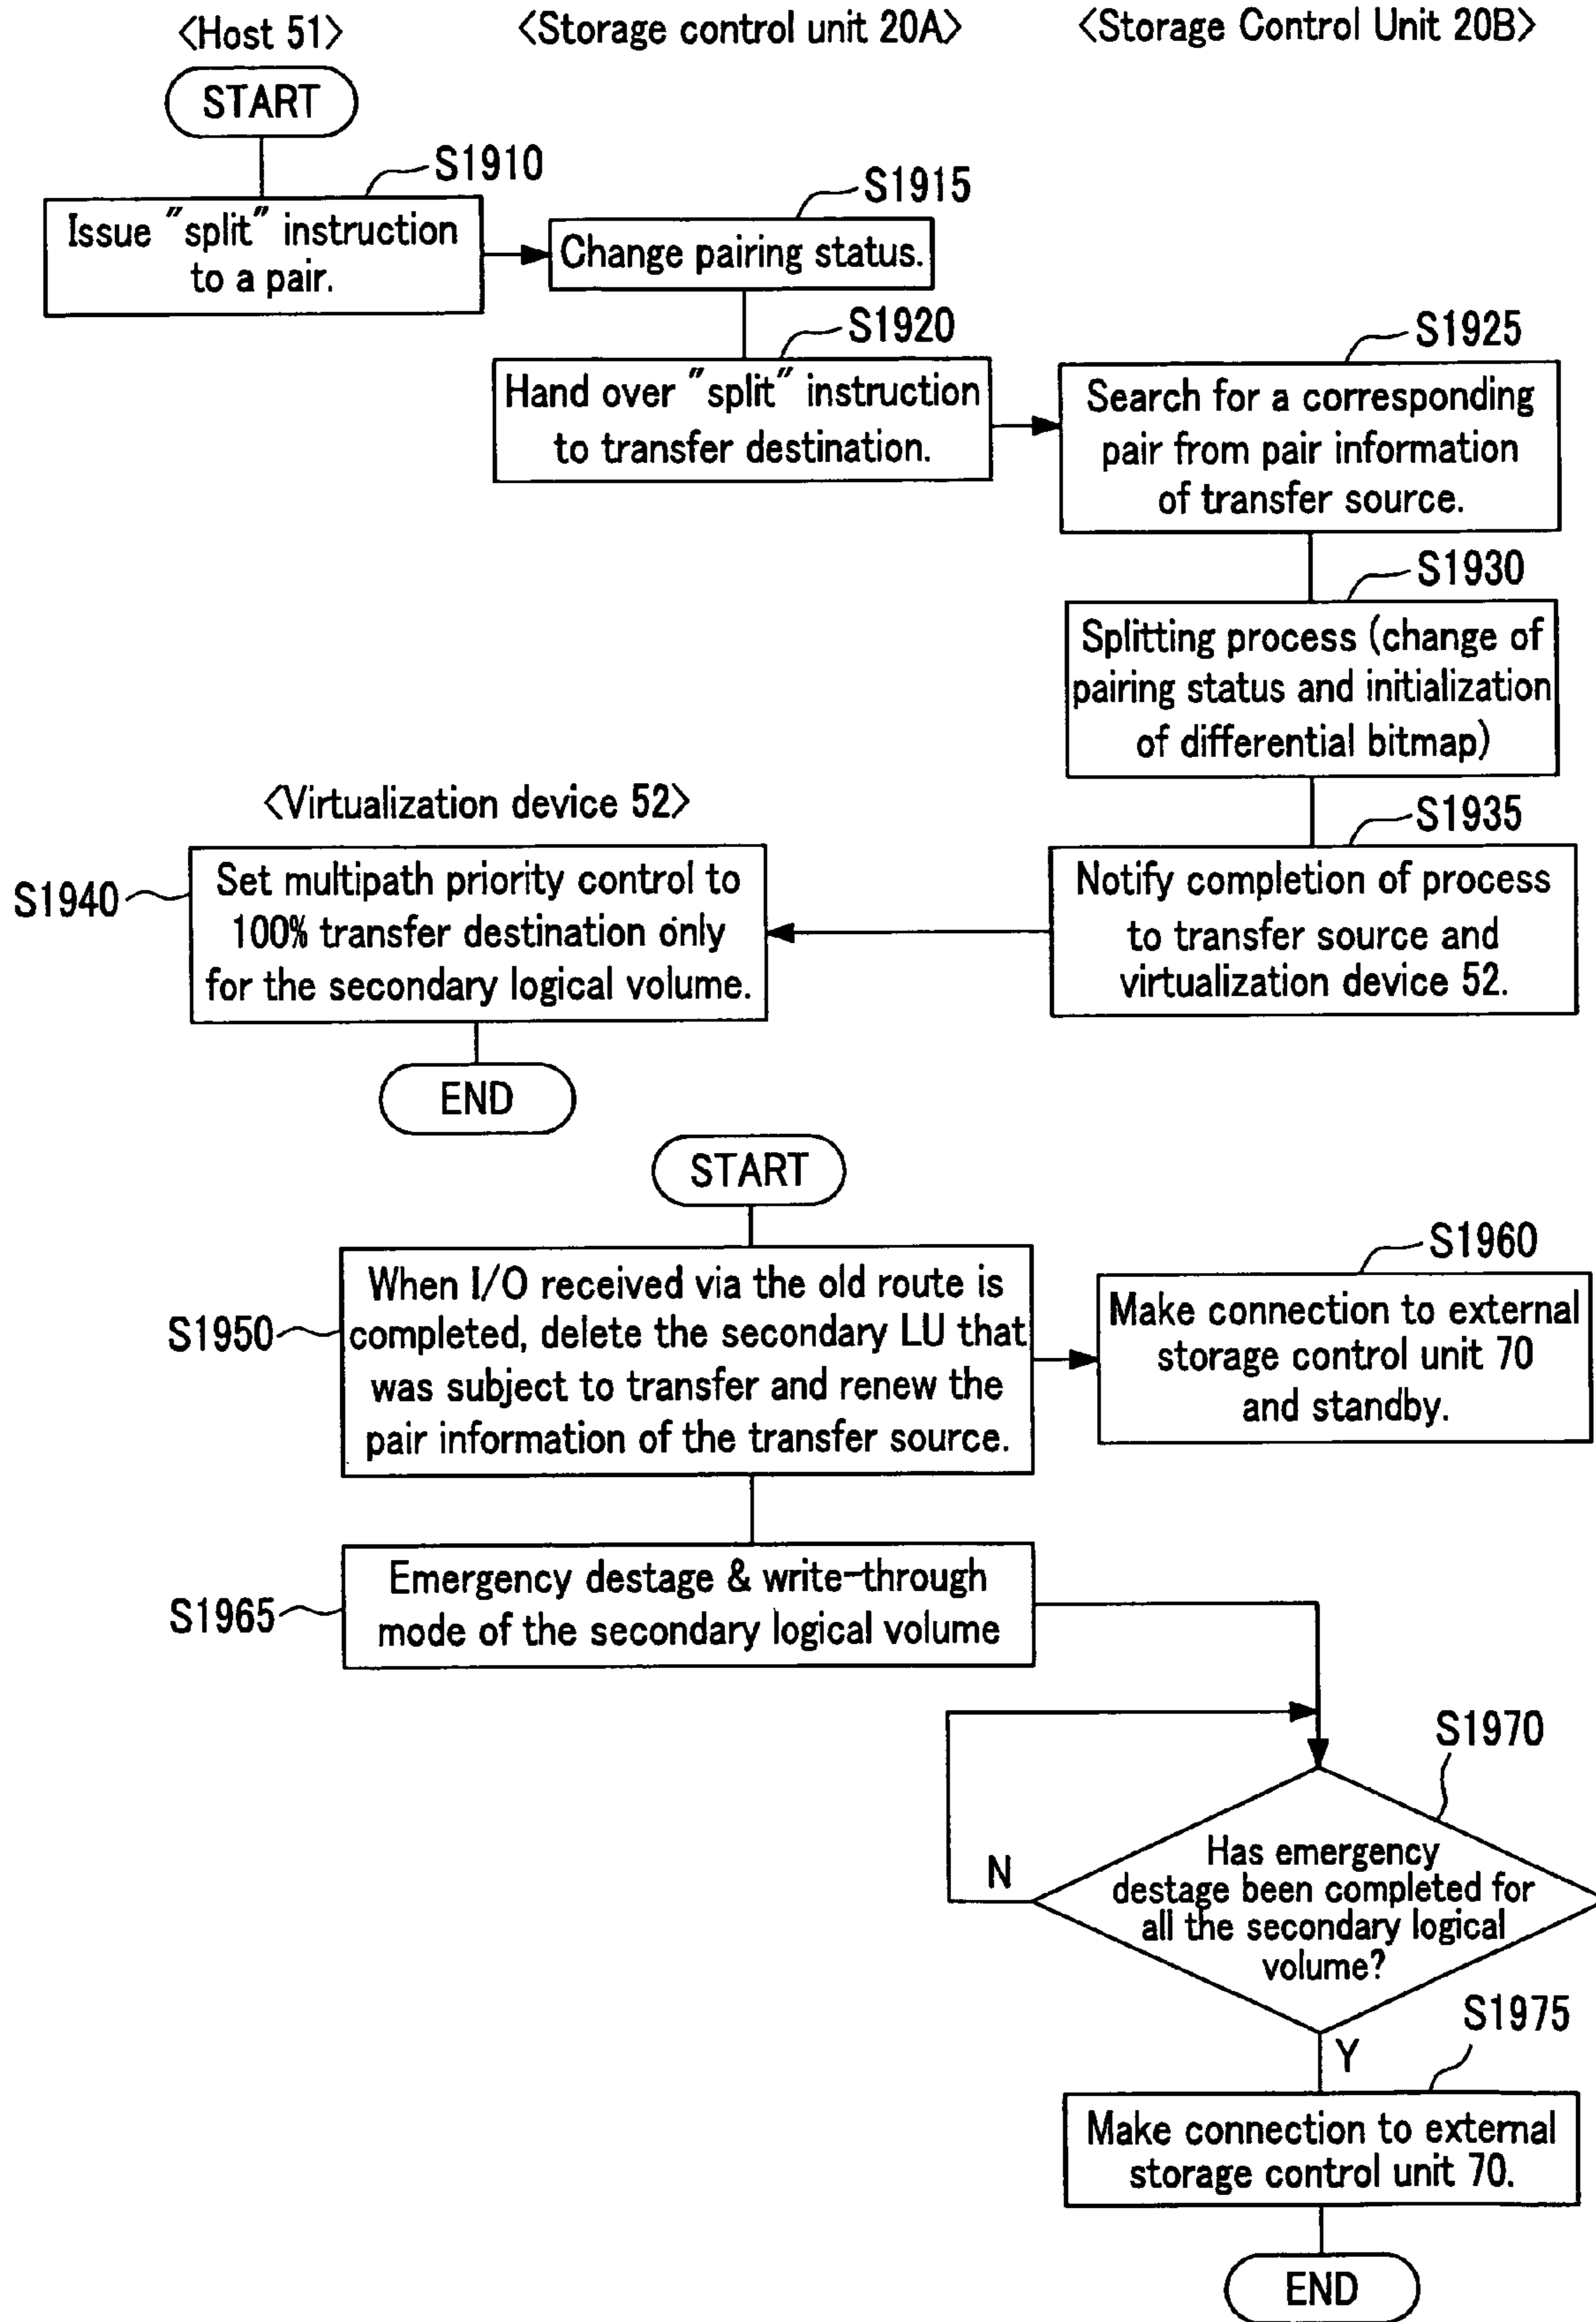 <Host 51>
<Storage control unit 20A>
<Storage Control Unit 20B>
START
S1910
Issue "split" instruction
to a pair.
S1915
Change pairing status.
S1920
Hand over "split" instruction
to transfer destination.
S1925
Search for a corresponding
pair from pair information
of transfer source.
S1930
Splitting process (change of
pairing status and initialization
of differential bitmap)
S1935
Notify completion of process
to transfer source and
virtualization device 52.
<Virtualization device 52>
S1940
Set multipath priority control to
100% transfer destination only
for the secondary logical volume.
END
START
S1950
When I/O received via the old route is
completed, delete the secondary LU that
was subject to transfer and renew the
pair information of the transfer source.
S1960
Make connection to external
storage control unit 70
and standby.
S1965
Emergency destage & write-through
mode of the secondary logical volume
S1970
Has emergency
destage been completed for
all the secondary logical
volume?
N
Y
S1975
Make connection to external
storage control unit 70.
END